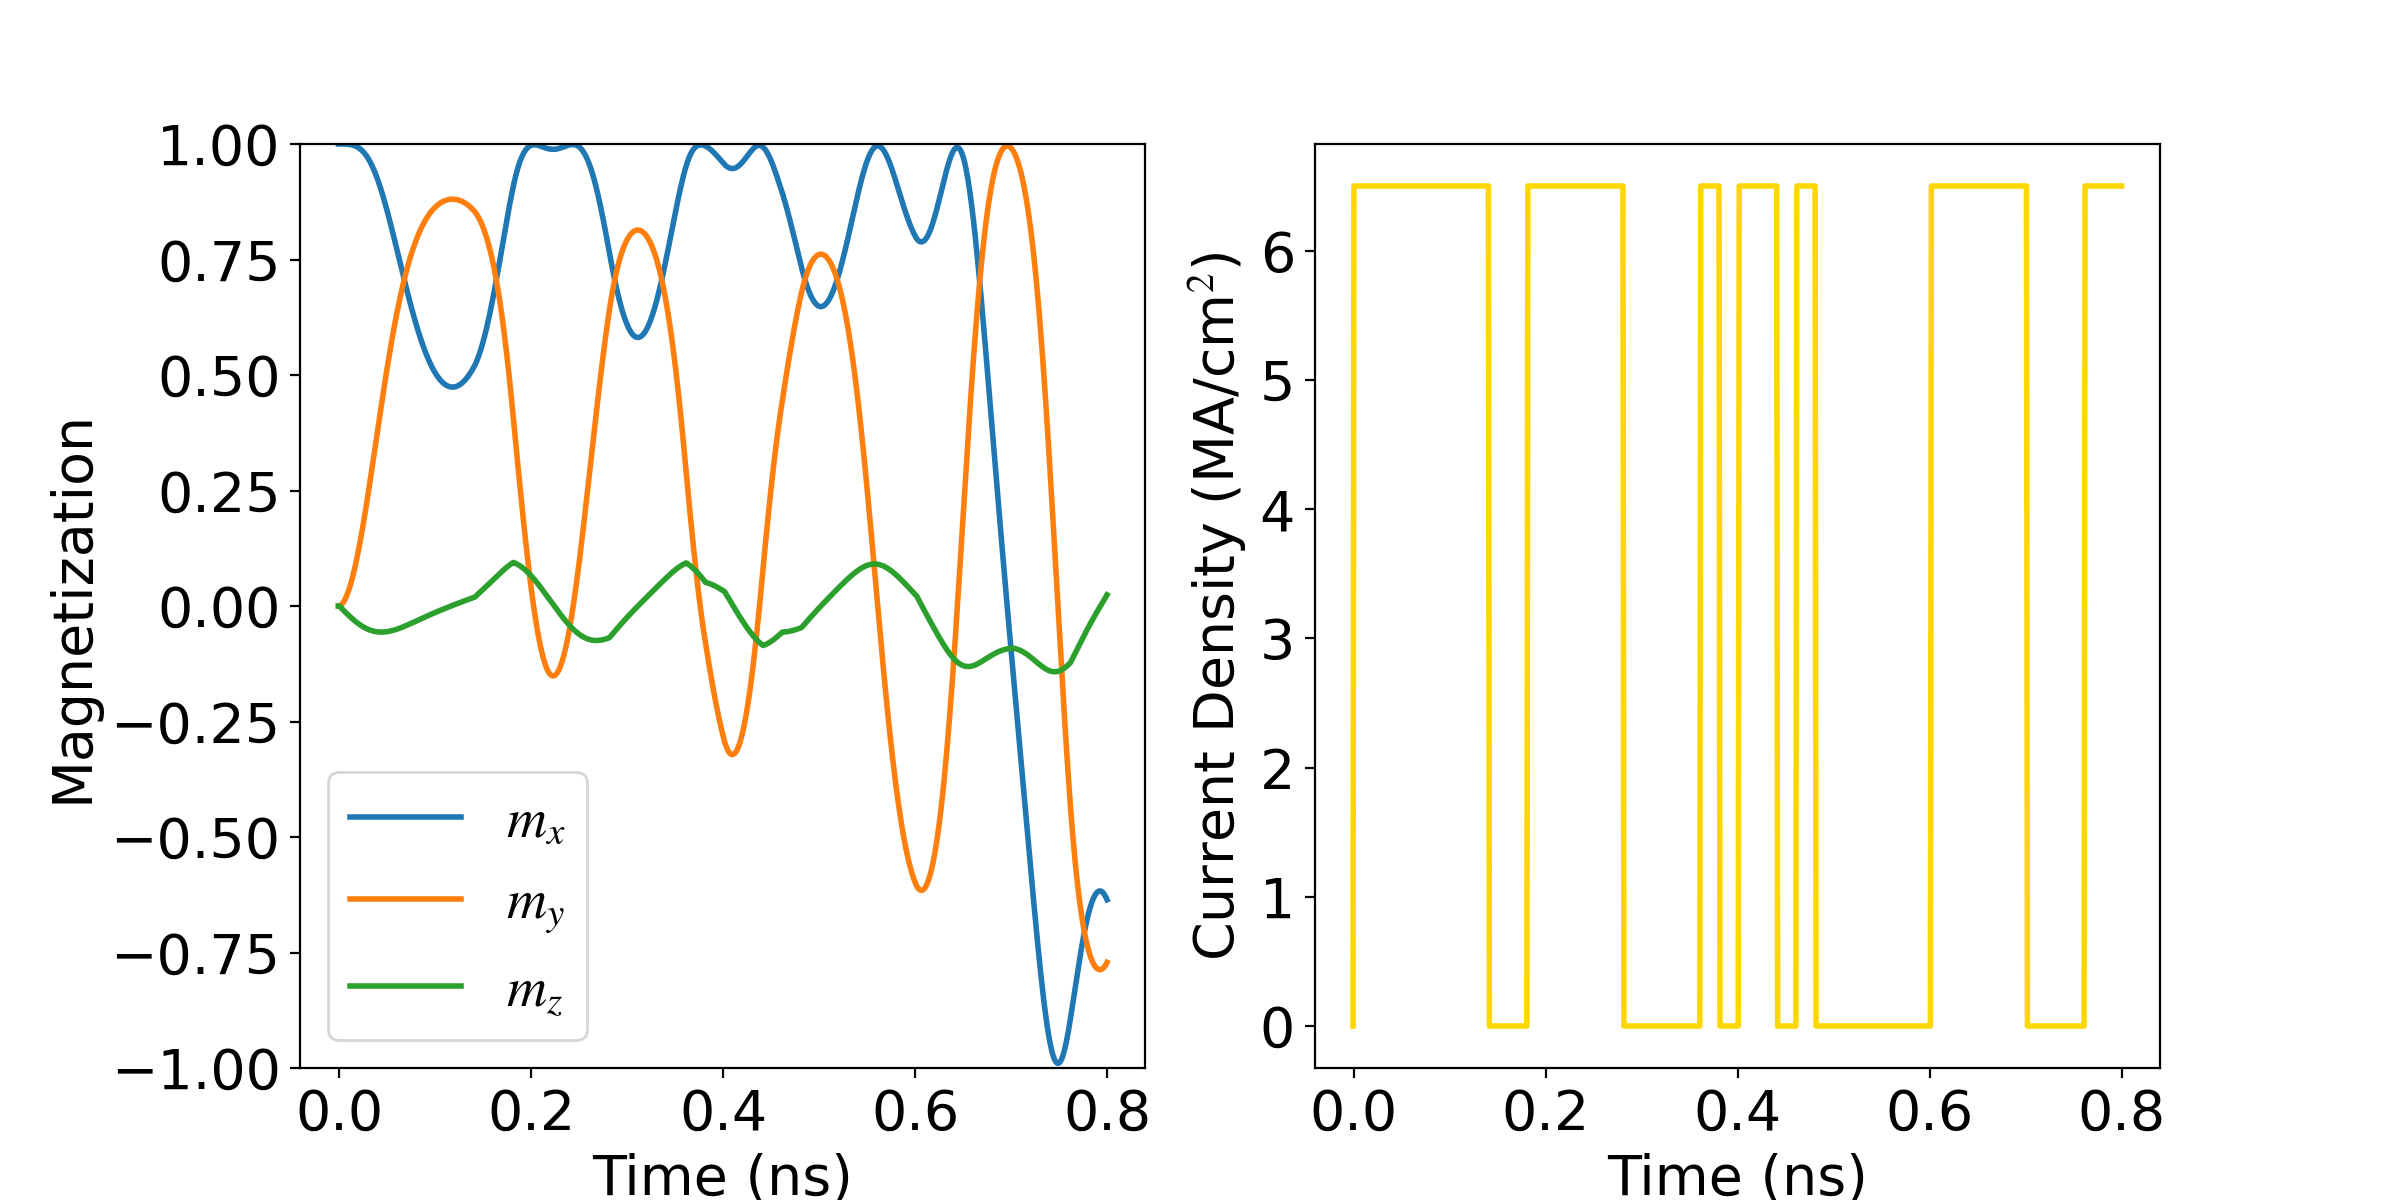 1.00
0.75
0.50
0.25
0.00
−0.25
−0.50
−0.75
−1.00
Magnetization
m_x
m_y
m_z
0.0 0.2 0.4 0.6 0.8
Time (ns)
6
5
4
3
2
1
0
Current Density (MA/cm²)
0.0 0.2 0.4 0.6 0.8
Time (ns)